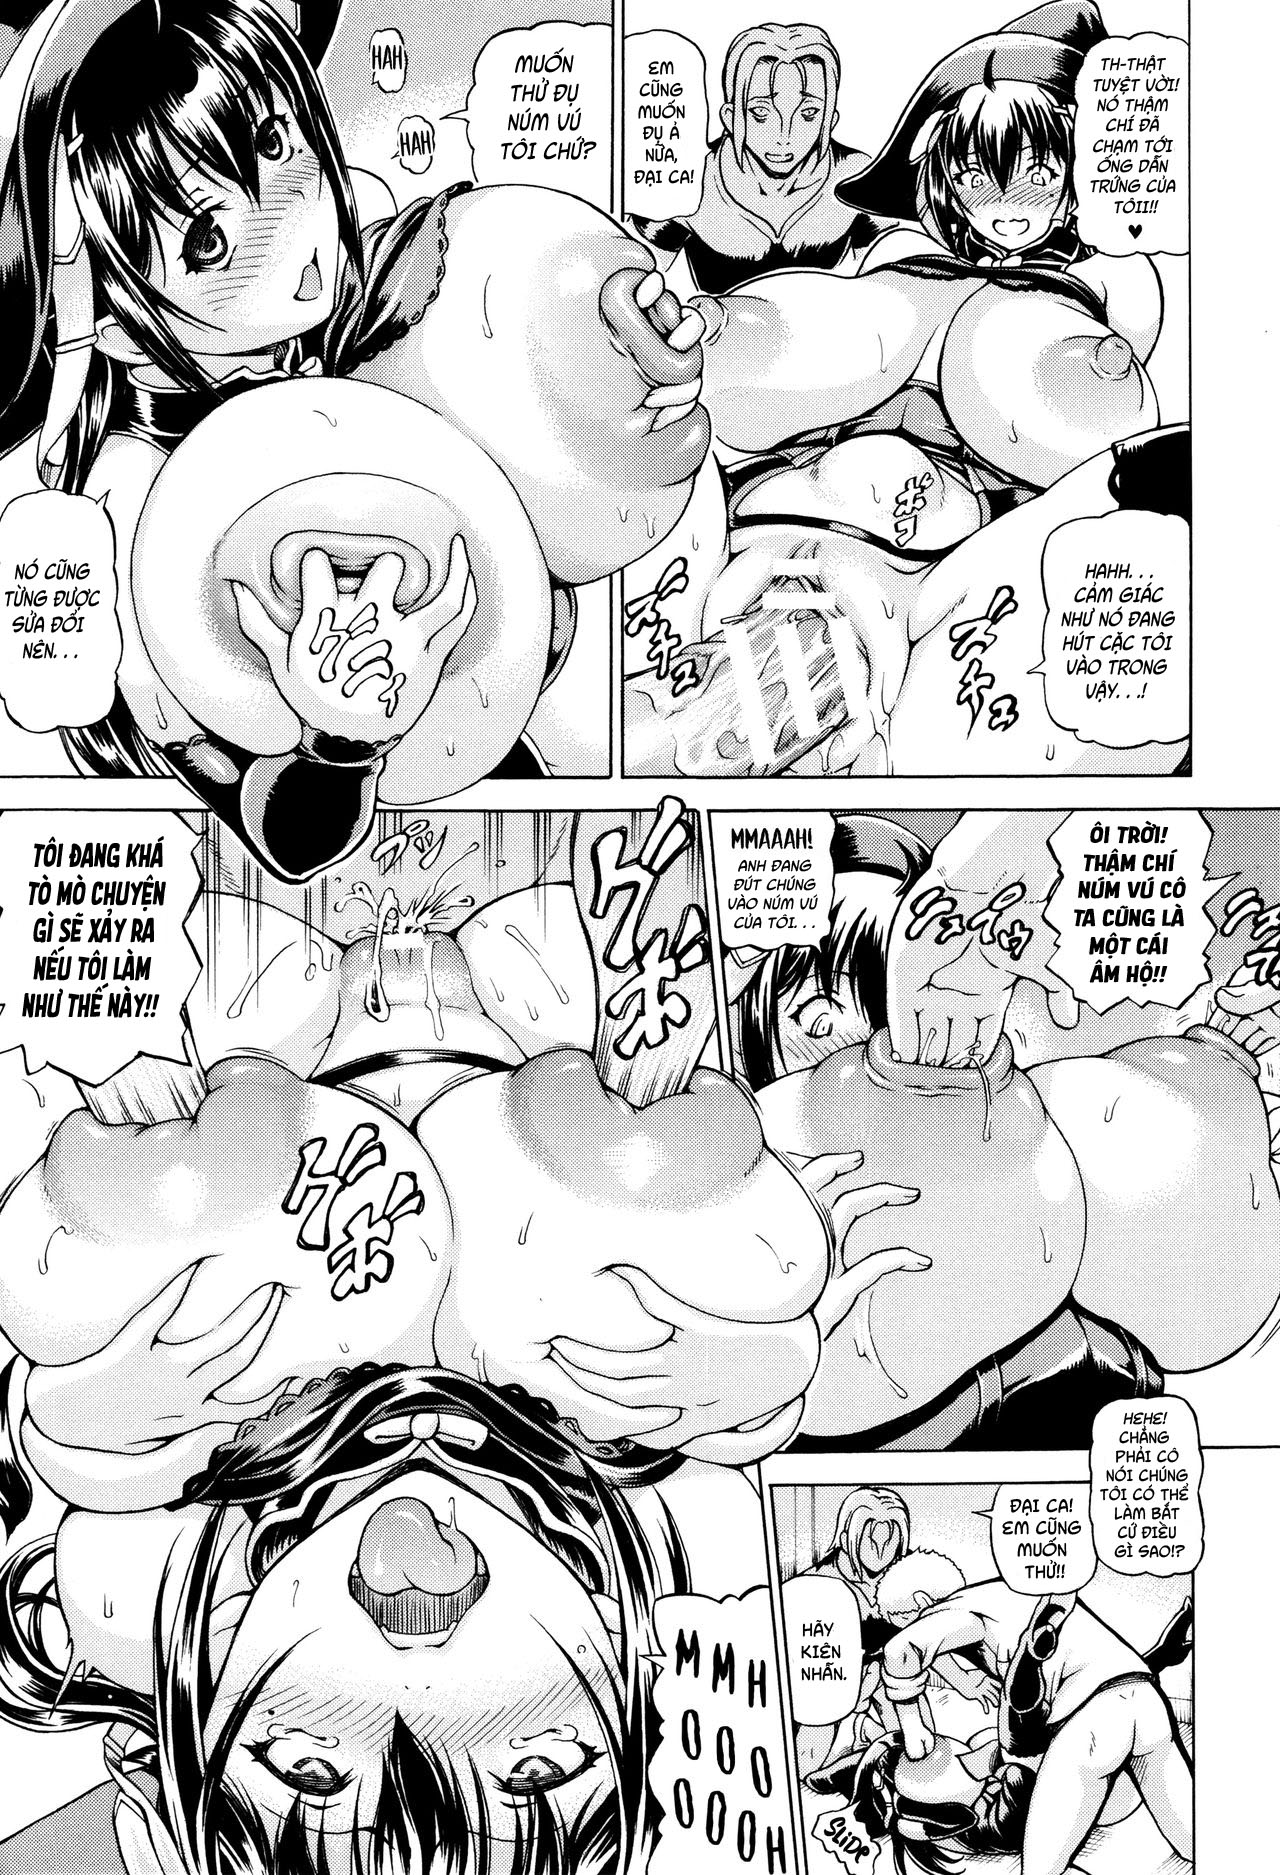 TH-THẬT
TUYỆT VỜI!
NÓ THẬM
CHÍ ĐÃ
CHẠM TỚI
ỐNG DẪN
TRỨNG CỦA
TÔII!!
♥
EM
CŨNG
MUỐN
ĐỤ Ả
NỮA,
ĐẠI CA!
HAHH...
CẢM GIÁC
NHƯ NÓ ĐANG
HÚT CẶC TÔI
VÀO TRONG
VẬY...!
MUỐN
THỬ ĐỤ
NÚM VÚ
TÔI CHỨ?
HAH
HAH
NÓ CŨNG
TỪNG ĐƯỢC
SỬA ĐỔI
NÊN...
ÔI TRỜI!
THẬM CHÍ
NÚM VÚ CÔ
TA CŨNG LÀ
MỘT CÁI
ÂM HỘ!!
MMAAAH!
ANH ĐANG
ĐÚT CHÚNG
VÀO NÚM VÚ
CỦA TÔI...
TÔI ĐANG KHÁ
TÒ MÒ CHUYỆN
GÌ SẼ XẢY RA
NẾU TÔI LÀM
NHƯ THẾ NÀY!!
MMH
OOO
OOOH
HEHE!
CHẲNG
PHẢI CÔ
NÓI CHÚNG
TÔI CÓ THỂ
LÀM BẤT
CỨ ĐIỀU
GÌ SAO!?
ĐẠI CA!
EM CŨNG
MUỐN
THỬ!!
HÃY
KIÊN
NHẪN.
SLIDE